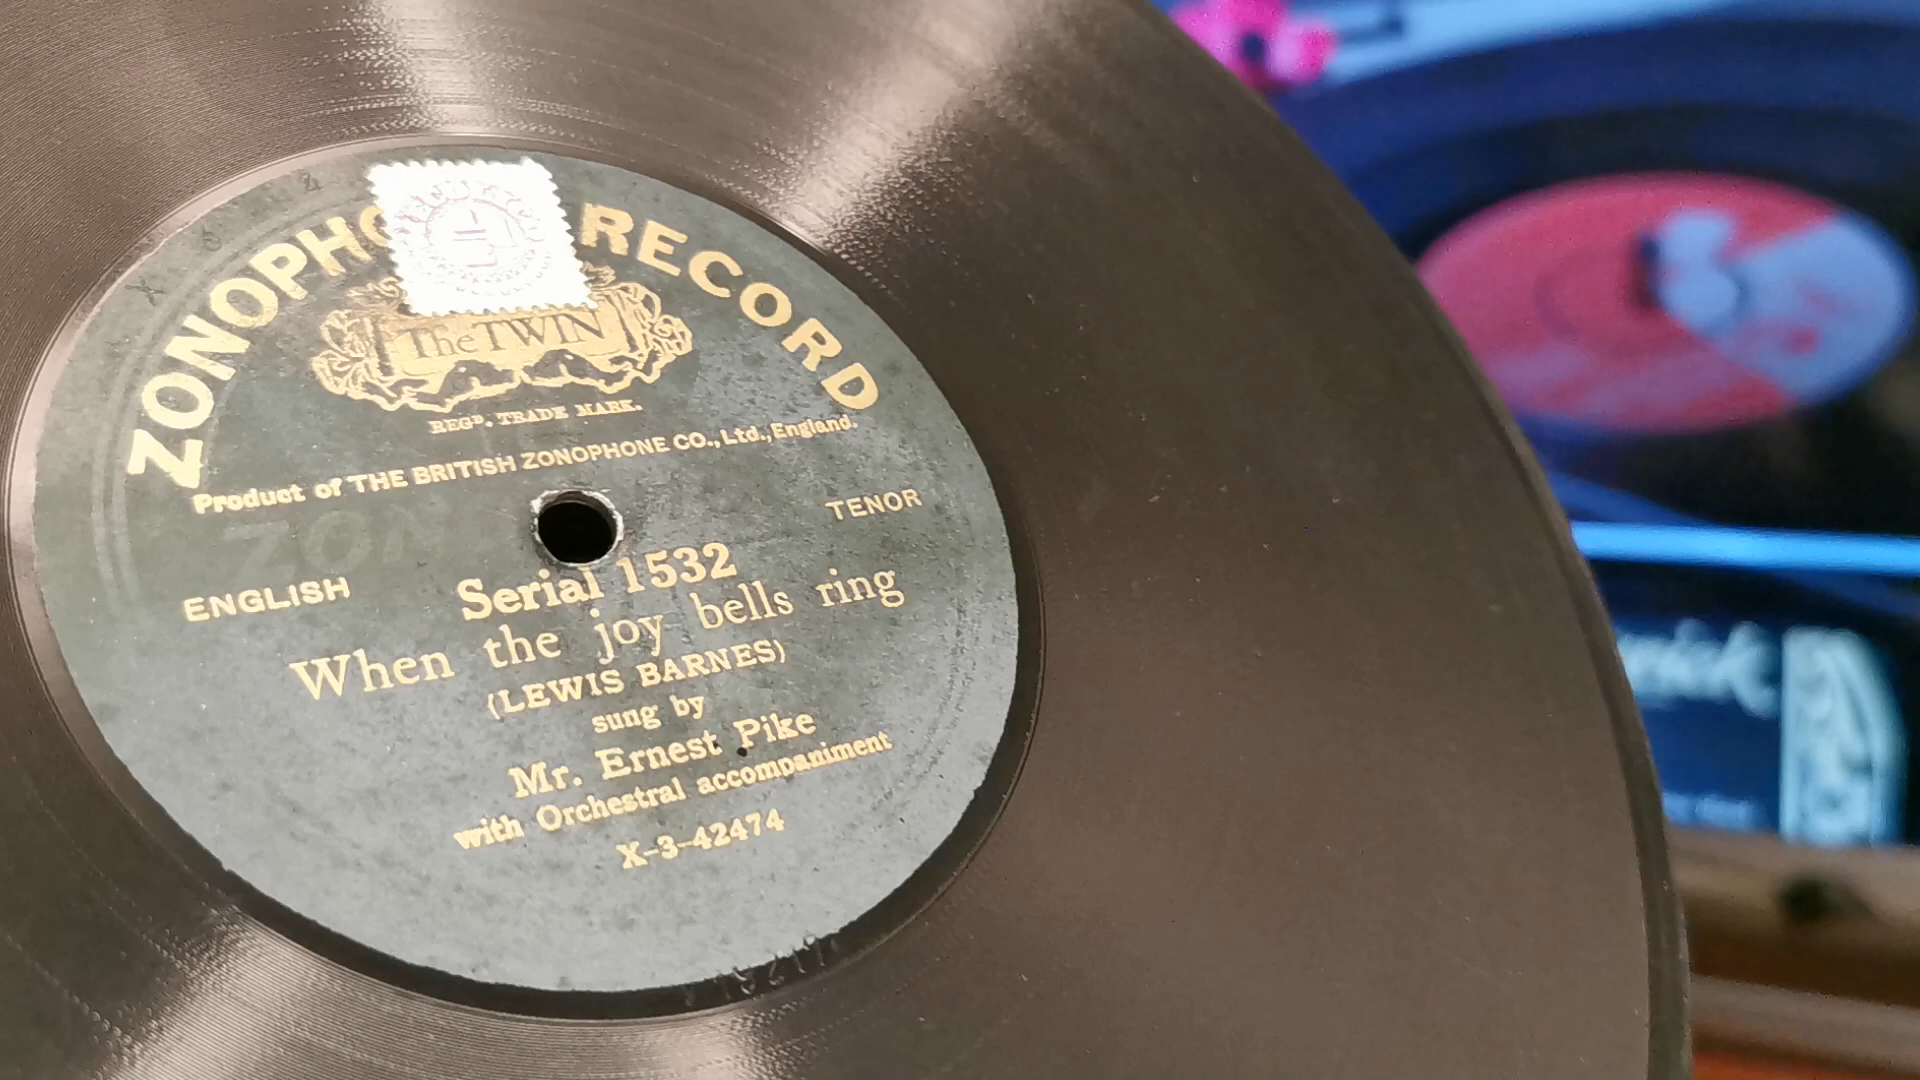 ZONOPHO RECORD
The TWIN
REGD. TRADE MARK.
Product of THE BRITISH ZONOPHONE CO., Ltd., England.
TENOR
ENGLISH
Serial 1532
When the joy bells ring
(LEWIS BARNES)
sung by
Mr. Ernest Pike
with Orchestral accompaniment
X-3-42474